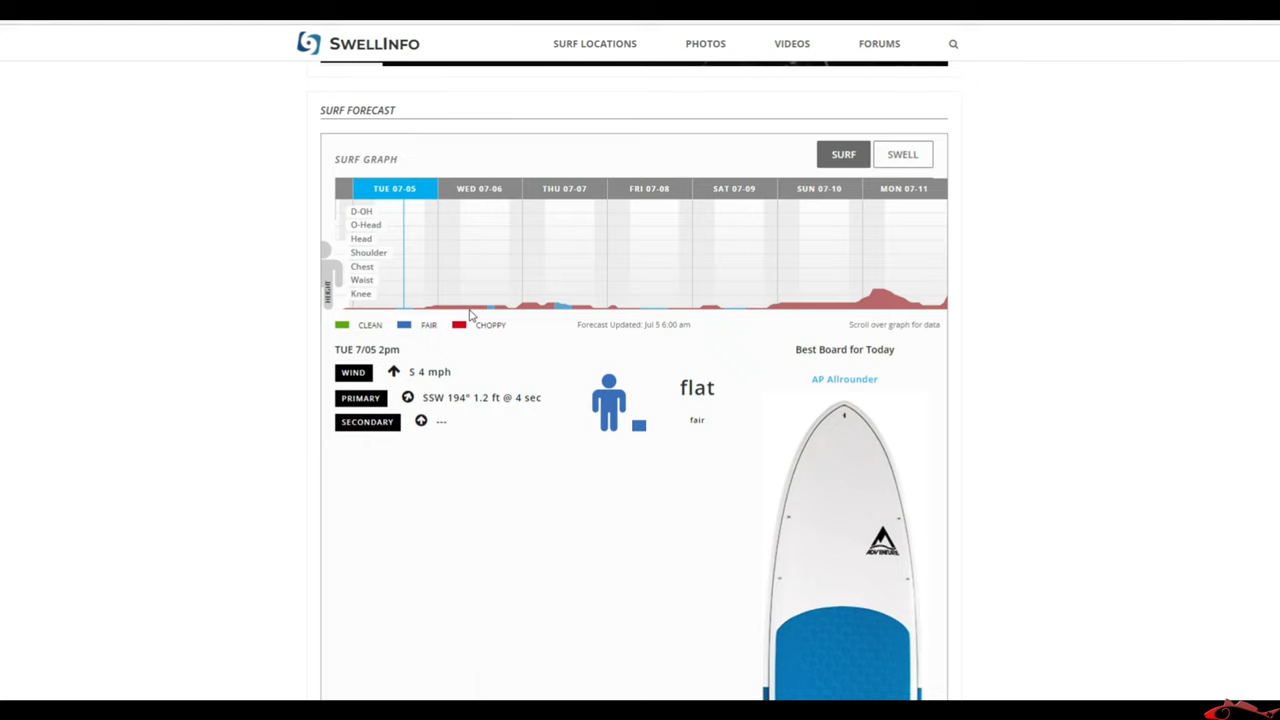 SWELLINFO
SURF LOCATIONS
PHOTOS
VIDEOS
FORUMS
SURF FORECAST
SURF GRAPH
SURF
SWELL
TUE 07-05
WED 07-06
THU 07-07
FRI 07-08
SAT 07-09
SUN 07-10
MON 07-11
D-OH
O-Head
Head
Shoulder
Chest
Waist
Knee
HEIGHT
CLEAN
FAIR
CHOPPY
Forecast Updated: Jul 5 6:00 am
Scroll over graph for data
TUE 7/05 2pm
WIND S 4 mph
PRIMARY SSW 194° 1.2 ft @ 4 sec
SECONDARY ---
flat
fair
Best Board for Today
AP Allrounder
ADVENTURE